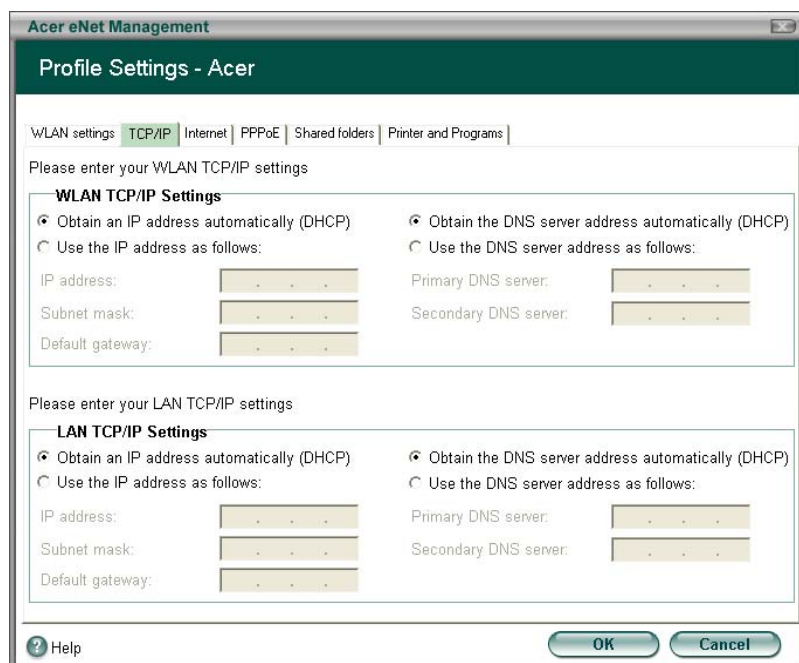 Acer eNet Management
Profile Settings - Acer
WLAN settings TCP/IP Internet PPPoE Shared folders Printer and Programs
Please enter your WLAN TCP/IP settings
WLAN TCP/IP Settings
Obtain an IP address automatically (DHCP)
Use the IP address as follows:
IP address:
Subnet mask:
Default gateway:
Obtain the DNS server address automatically (DHCP)
Use the DNS server address as follows:
Primary DNS server:
Secondary DNS server:
Please enter your LAN TCP/IP settings
LAN TCP/IP Settings
Obtain an IP address automatically (DHCP)
Use the IP address as follows:
IP address:
Subnet mask:
Default gateway:
Obtain the DNS server address automatically (DHCP)
Use the DNS server address as follows:
Primary DNS server:
Secondary DNS server:
? Help
OK
Cancel